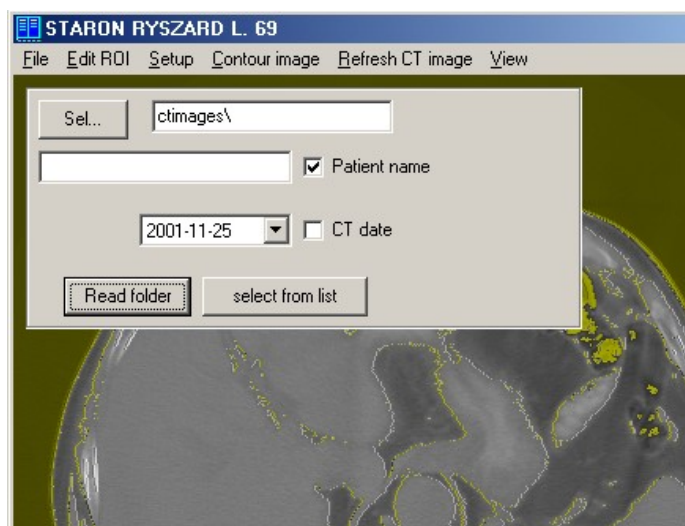 STARON RYSZARD L. 69
File Edit ROI Setup Contour image Refresh CT image View
Sel... ctimages\
Patient name
2001-11-25 CT date
Read folder select from list